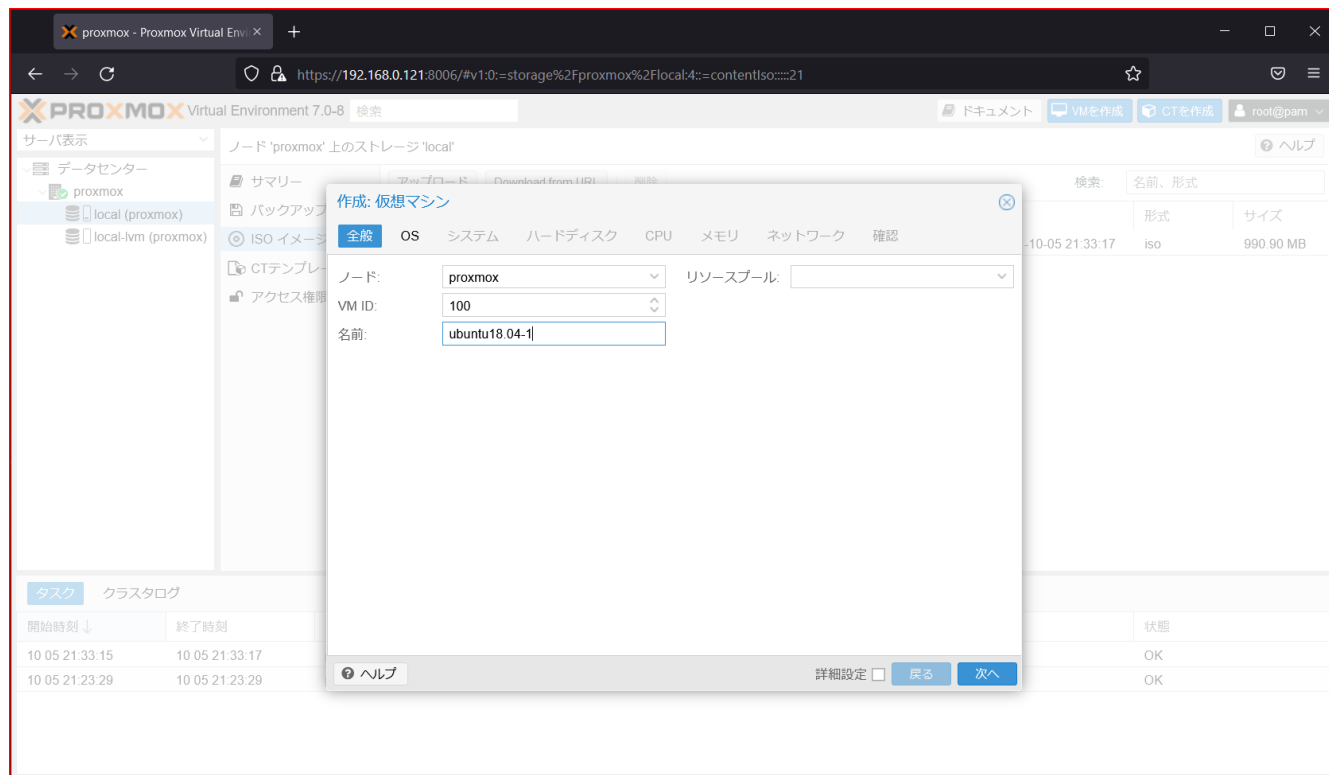 proxmox - Proxmox Virtual Envi
https://192.168.0.121:8006/#v1:0:=storage%2Fproxmox%2Flocal:4::=contentIso:::::21
PROXMOX Virtual Environment 7.0-8 検索 ドキュメント VMを作成 CTを作成 root@pam
サーバ表示 ノード 'proxmox' 上のストレージ 'local' ヘルプ
データセンター
proxmox
local (proxmox)
local-lvm (proxmox)
サマリー
バックアップ
ISO イメージ
CTテンプレー
アクセス権限
アップロード Download from URL 削除 検索: 名前、形式
形式 サイズ
-10-05 21:33:17 iso 990.90 MB
作成: 仮想マシン
全般 OS システム ハードディスク CPU メモリ ネットワーク 確認
ノード: proxmox リソースプール:
VM ID: 100
名前: ubuntu18.04-1
ヘルプ 詳細設定 戻る 次へ
タスク クラスタログ
開始時刻 終了時刻 状態
10 05 21:33:15 10 05 21:33:17 OK
10 05 21:23:29 10 05 21:23:29 OK